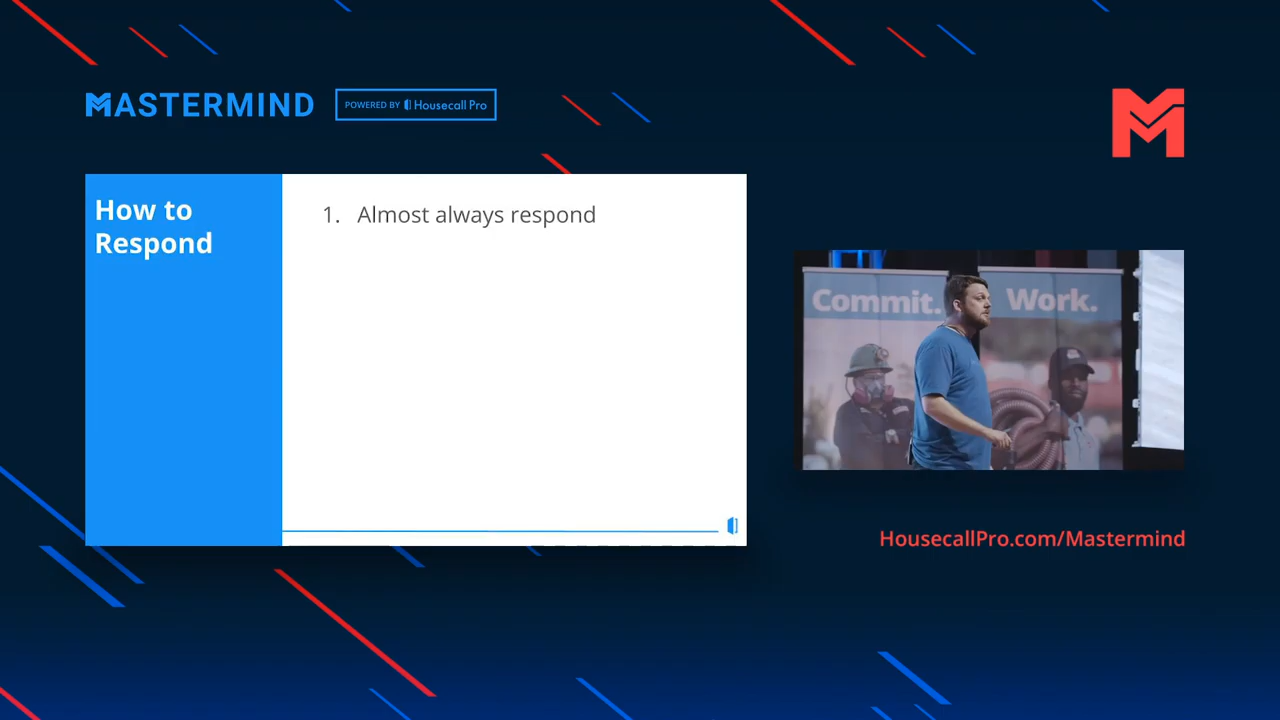 MASTERMIND
POWERED BY Housecall Pro
How to
Respond
1. Almost always respond
Commit.
Work.
HousecallPro.com/Mastermind